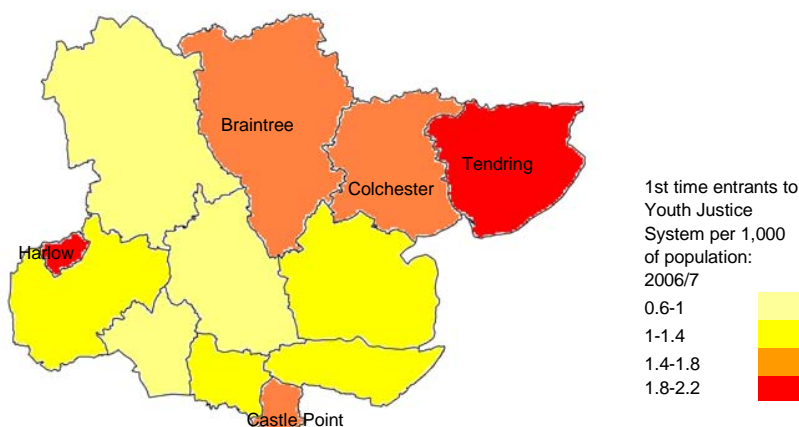 Braintree
Colchester
Tendring
Harlow
Castle Point
1st time entrants to
Youth Justice
System per 1,000
of population:
2006/7
0.6-1
1-1.4
1.4-1.8
1.8-2.2